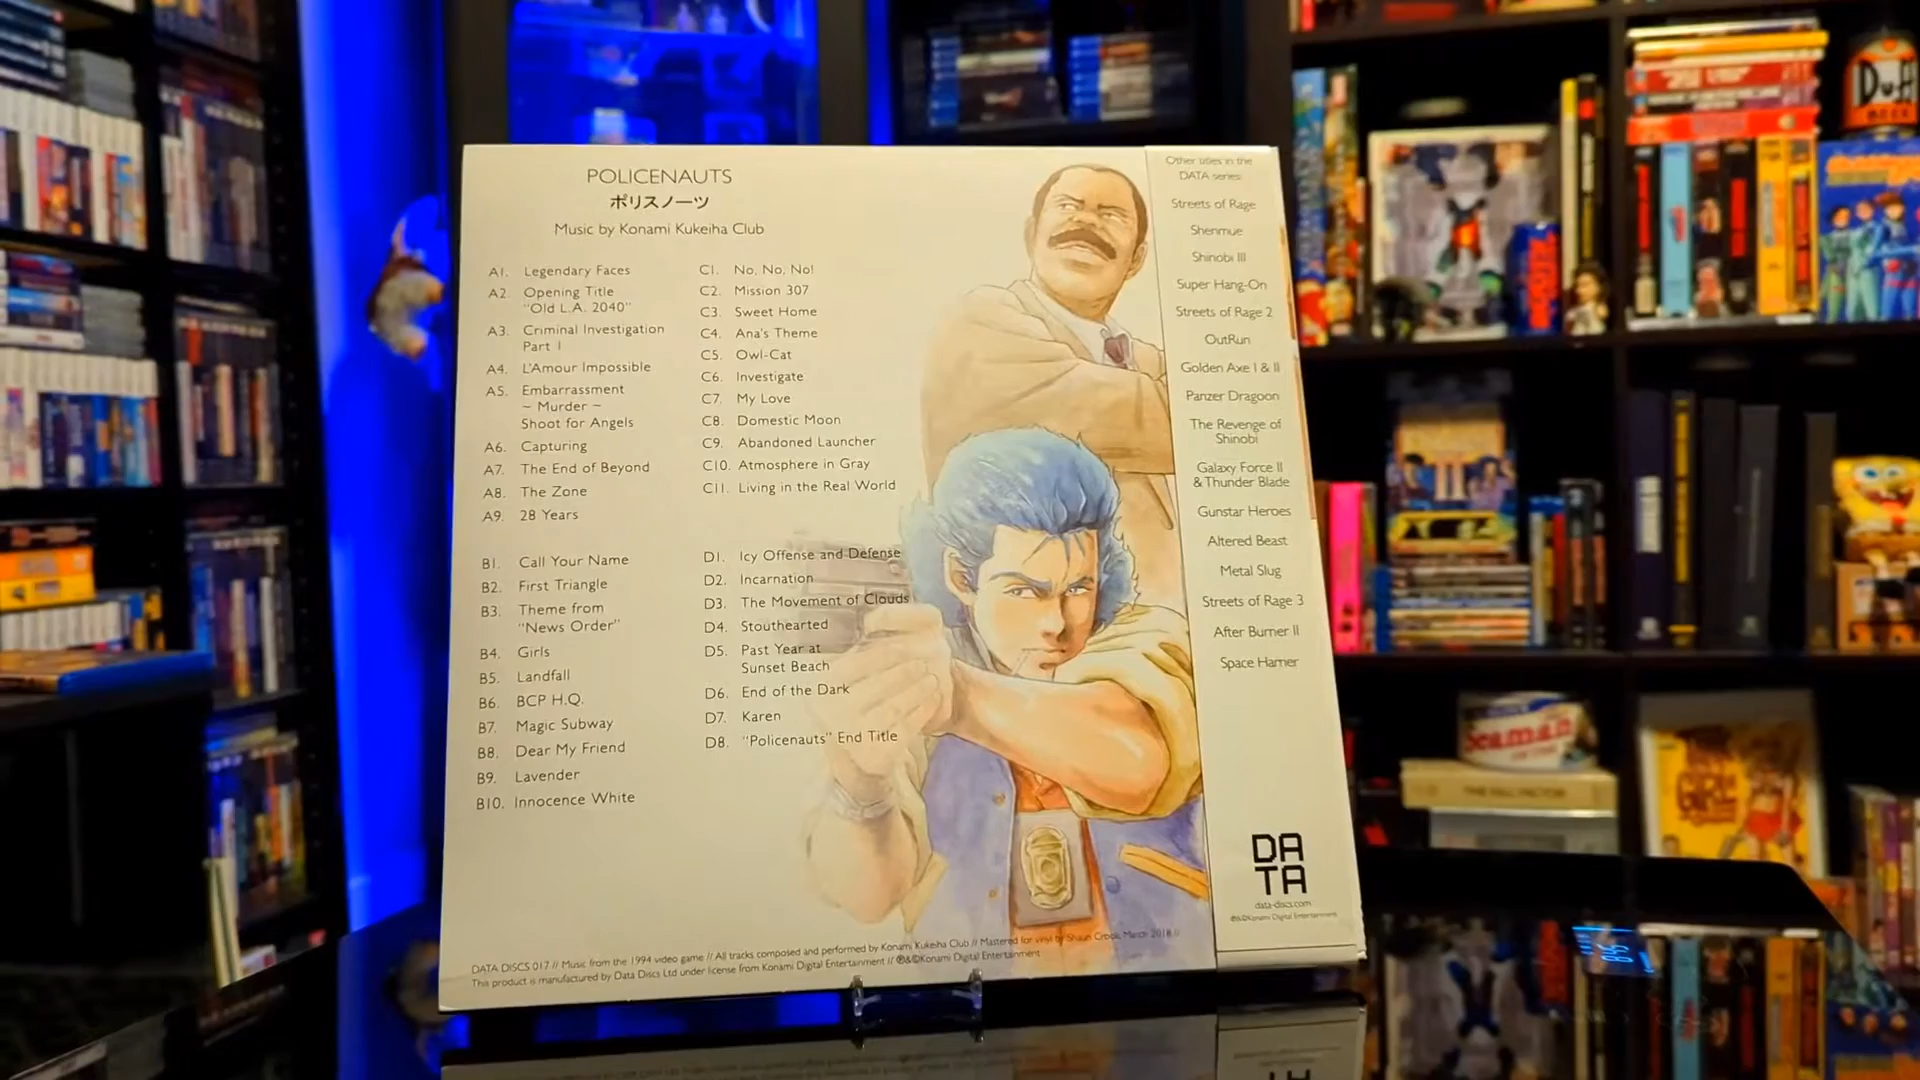 POLICENAUTS
ポリスノーツ
Music by Konami Kukeiha Club
A1. Legendary Faces
A2. Opening Title
"Old L.A. 2040"
A3. Criminal Investigation
Part 1
A4. L'Amour Impossible
A5. Embarrassment
~ Murder ~
Shoot for Angels
A6. Capturing
A7. The End of Beyond
A8. The Zone
A9. 28 Years
B1. Call Your Name
B2. First Triangle
B3. Theme from
"News Order"
B4. Girls
B5. Landfall
B6. BCP H.Q.
B7. Magic Subway
B8. Dear My Friend
B9. Lavender
B10. Innocence White
C1. No, No, No!
C2. Mission 307
C3. Sweet Home
C4. Ana's Theme
C5. Owl-Cat
C6. Investigate
C7. My Love
C8. Domestic Moon
C9. Abandoned Launcher
C10. Atmosphere in Gray
C11. Living in the Real World
D1. Icy Offense and Defense
D2. Incarnation
D3. The Movement of Clouds
D4. Stouthearted
D5. Past Year at
Sunset Beach
D6. End of the Dark
D7. Karen
D8. "Policenauts" End Title
DATA DISCS 017 // Music from the 1994 video game // All tracks composed and performed by Konami Kukeiha Club // Mastered for vinyl by Shaun Crook, March 2018 //
This product is manufactured by Data Discs Ltd under license from Konami Digital Entertainment // ℗&©Konami Digital Entertainment
Other titles in the
DATA series:
Streets of Rage
Shenmue
Shinobi III
Super Hang-On
Streets of Rage 2
OutRun
Golden Axe I & II
Panzer Dragoon
The Revenge of
Shinobi
Galaxy Force II
& Thunder Blade
Gunstar Heroes
Altered Beast
Metal Slug
Streets of Rage 3
After Burner II
Space Harrier
DA
TA
data-discs.com
℗&©Konami Digital Entertainment
Duff
BEER
Seaman